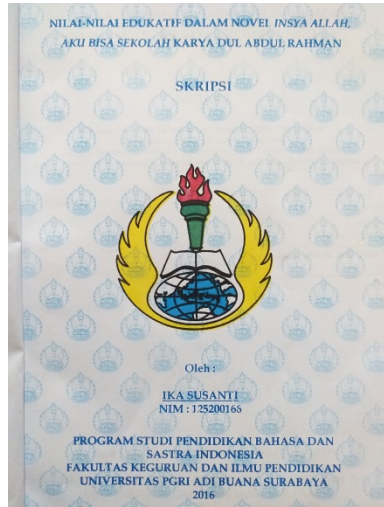 NILAI-NILAI EDUKATIF DALAM NOVEL INSYA ALLAH,
AKU BISA SEKOLAH KARYA DUL ABDUL RAHMAN
SKRIPSI
Oleh :
IKA SUSANTI
NIM : 125200166
PROGRAM STUDI PENDIDIKAN BAHASA DAN
SASTRA INDONESIA
FAKULTAS KEGURUAN DAN ILMU PENDIDIKAN
UNIVERSITAS PGRI ADI BUANA SURABAYA
2016